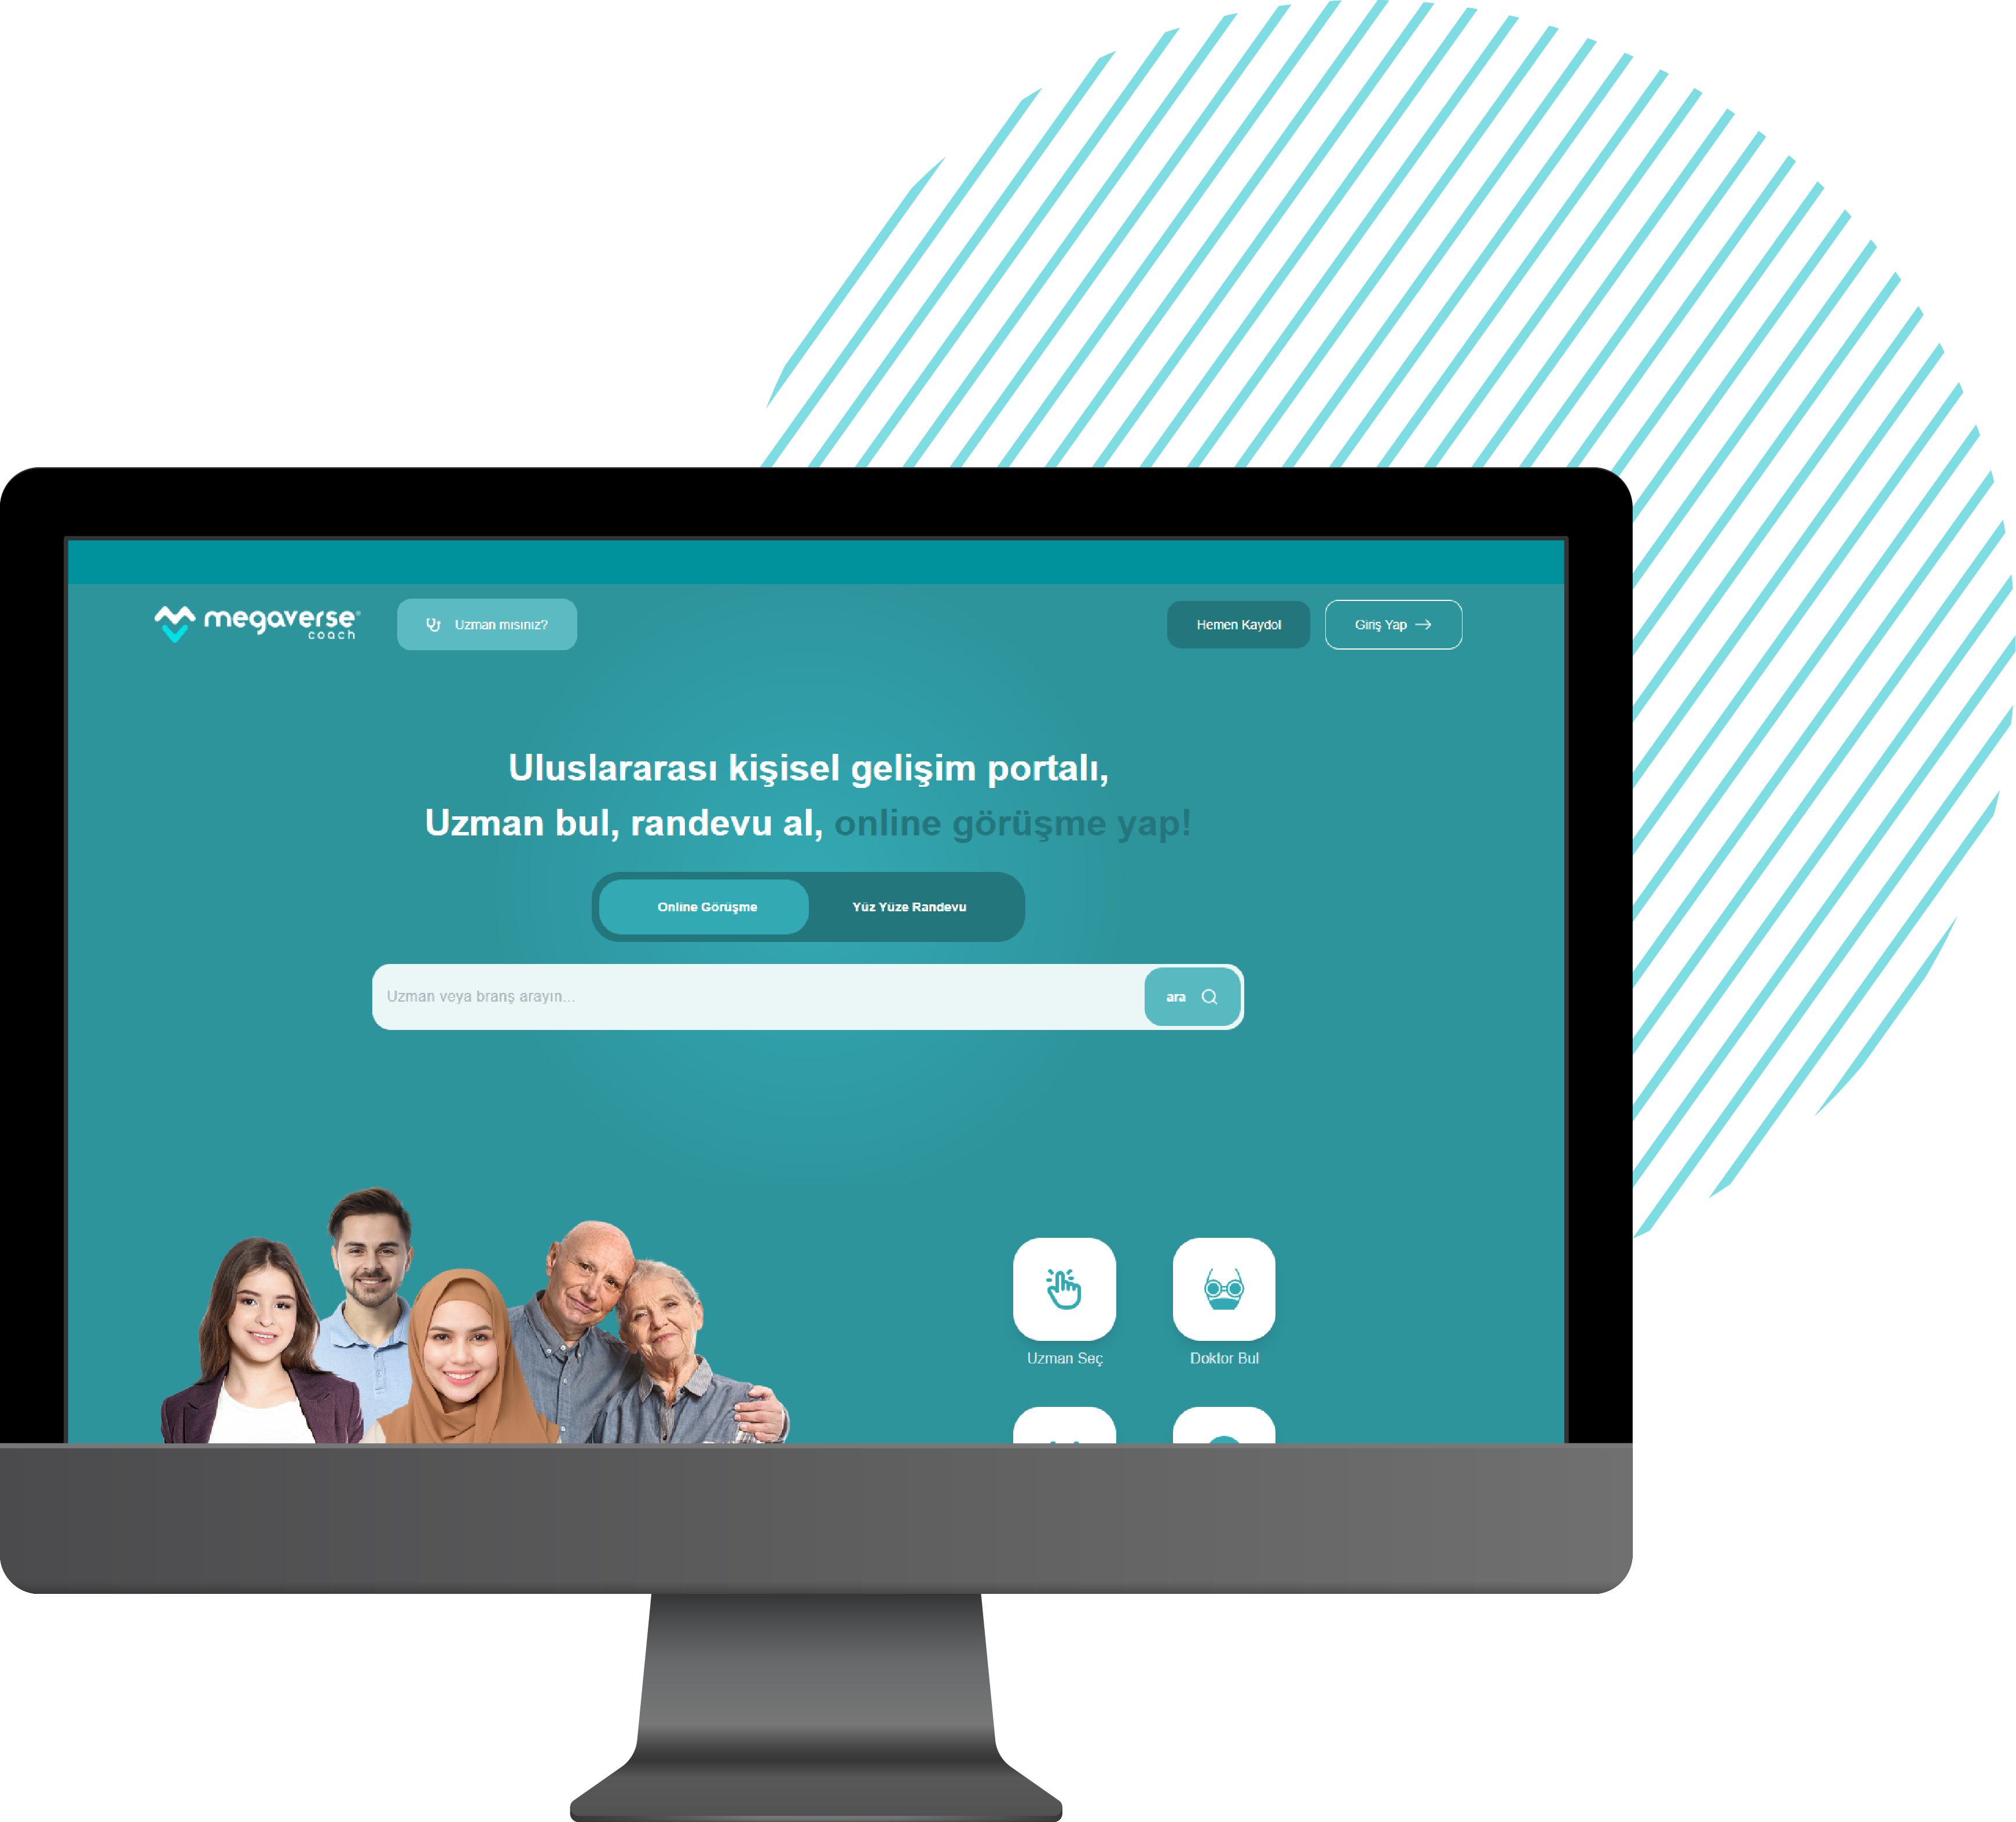 megaverse®
coach
Uzman mısınız?
Hemen Kaydol
Giriş Yap
Uluslararası kişisel gelişim portalı,
Uzman bul, randevu al, online görüşme yap!
Online Görüşme
Yüz Yüze Randevu
Uzman veya branş arayın...
ara
Uzman Seç
Doktor Bul